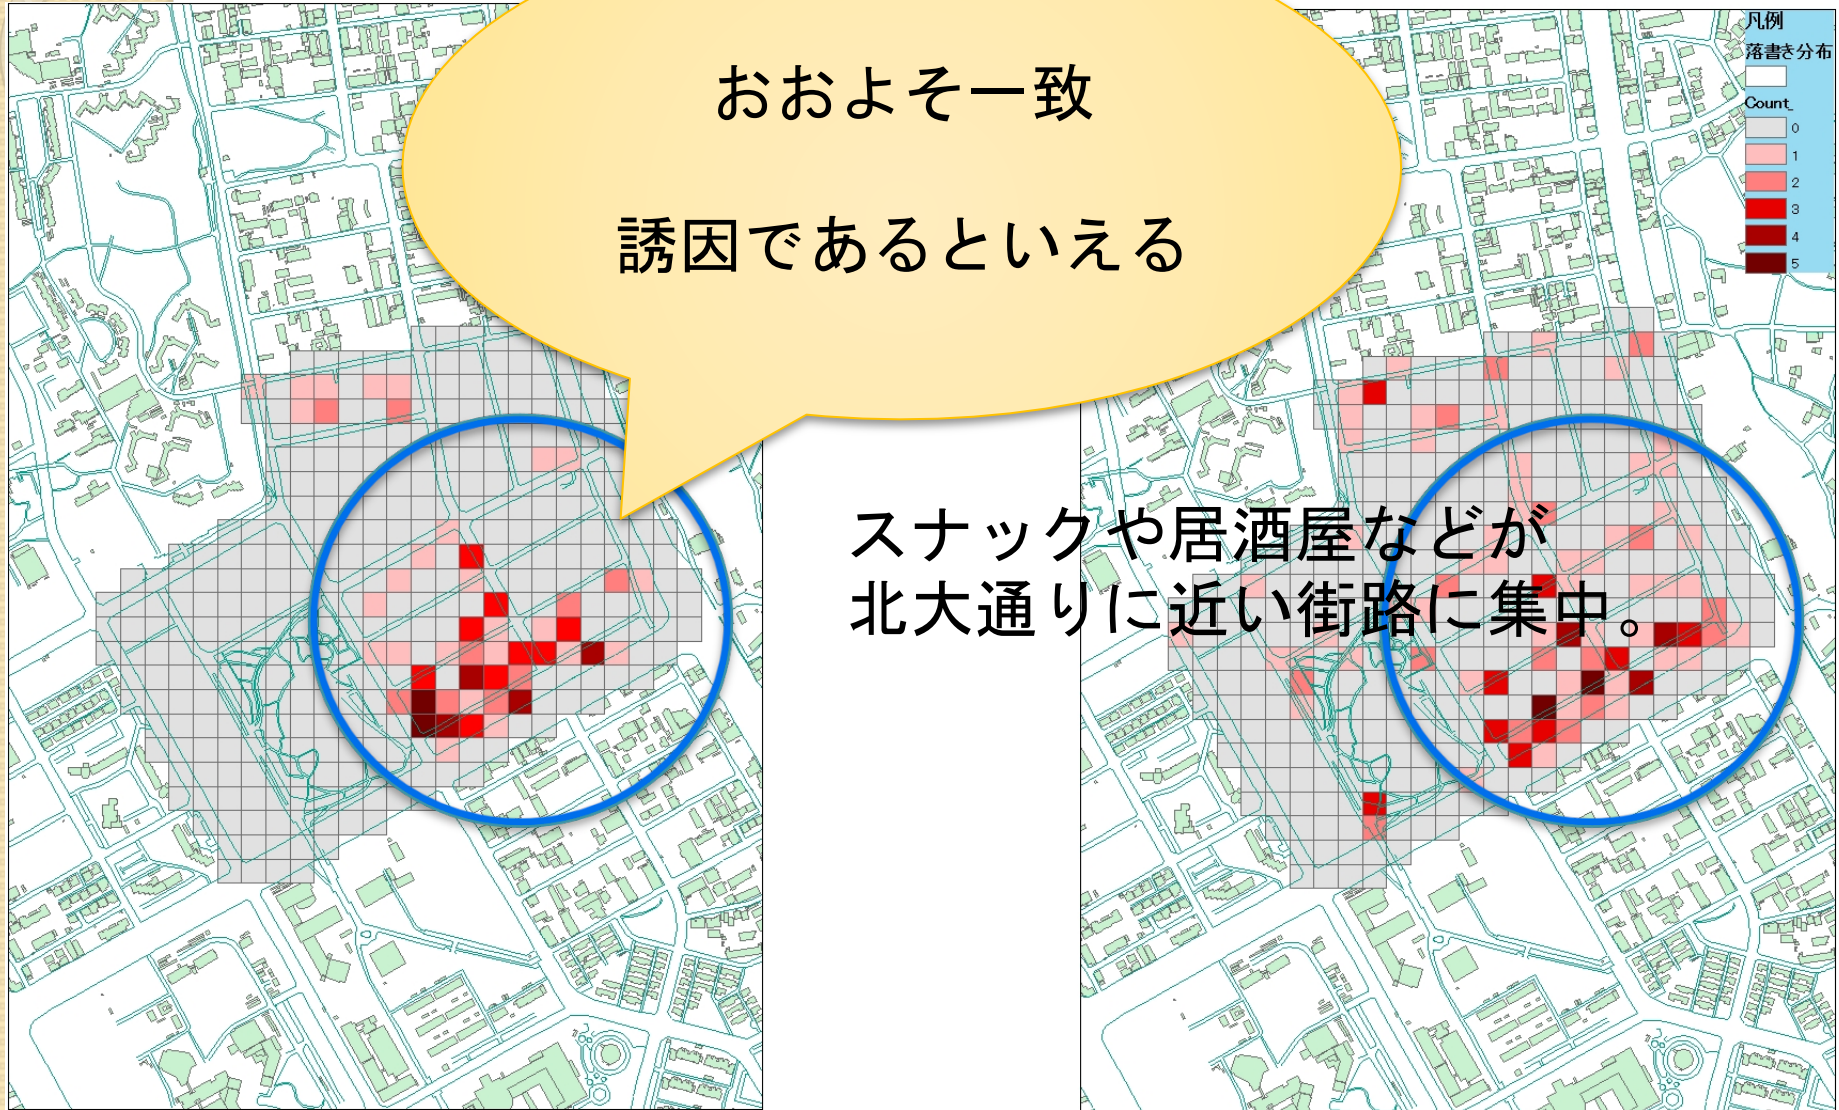 おおよそ一致
誘因であるといえる
スナックや居酒屋などが
北大通りに近い街路に集中。
凡例
落書き分布
Count_
0
1
2
3
4
5